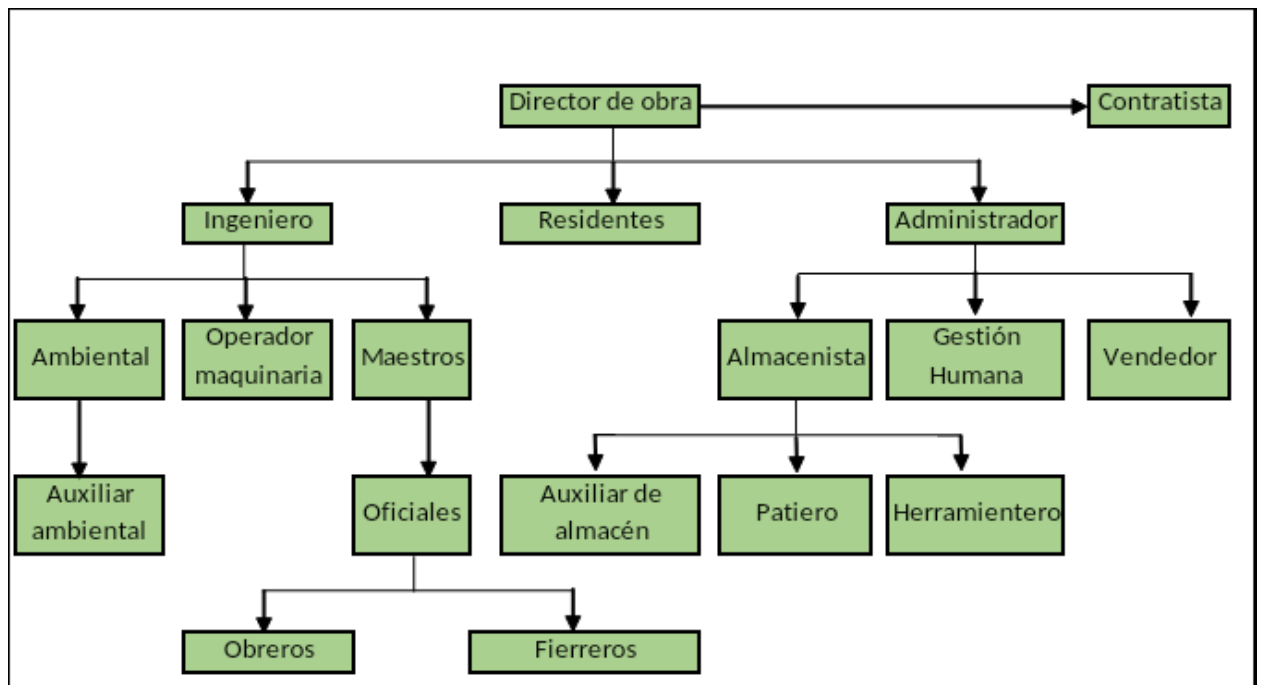 Director de obra
Contratista
Ingeniero
Residentes
Administrador
Ambiental
Operador
maquinaria
Maestros
Almacenista
Gestión
Humana
Vendedor
Auxiliar
ambiental
Oficiales
Auxiliar de
almacén
Patiero
Herramientero
Obreros
Fierreros